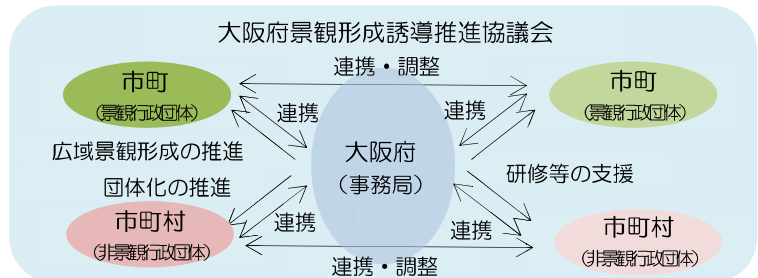 大阪府景観形成誘導推進協議会
連携・調整
市町
(景観行政団体)
市町
(景観行政団体)
連携
連携
広域景観形成の推進
大阪府
(事務局)
研修等の支援
団体化の推進
市町村
(非景観行政団体)
連携
連携
市町村
(非景観行政団体)
連携・調整